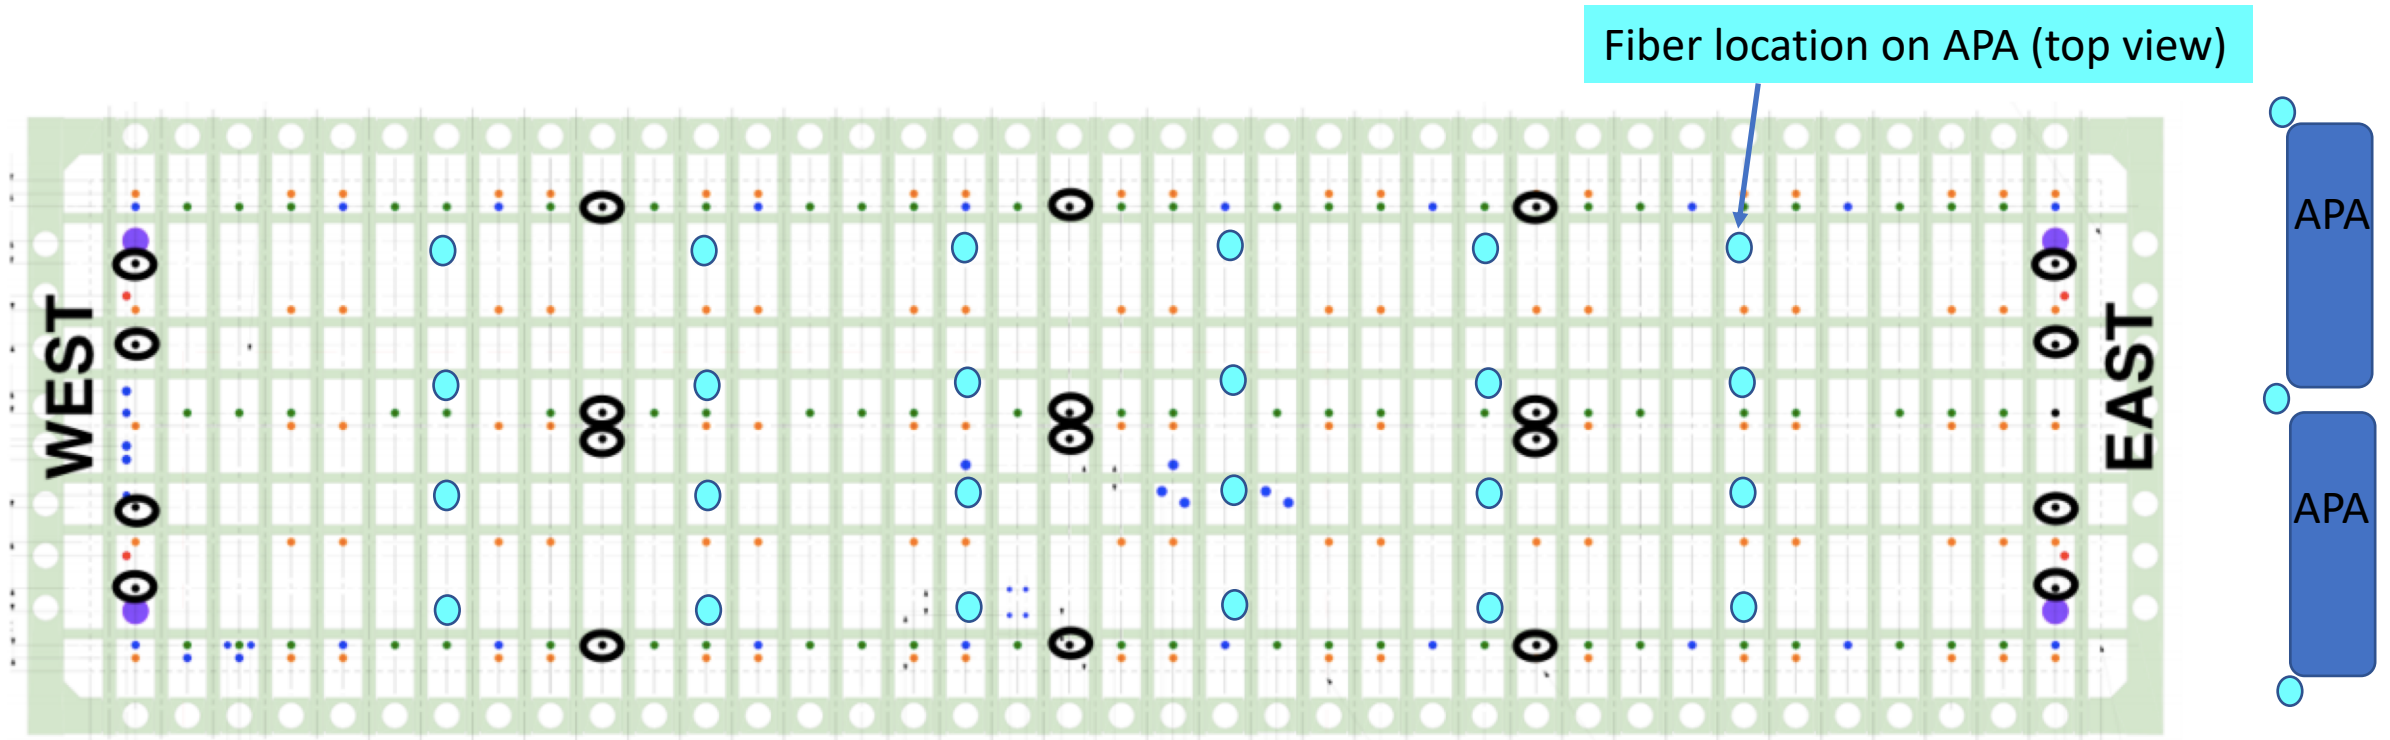 Fiber location on APA (top view)
WEST
EAST
APA
APA